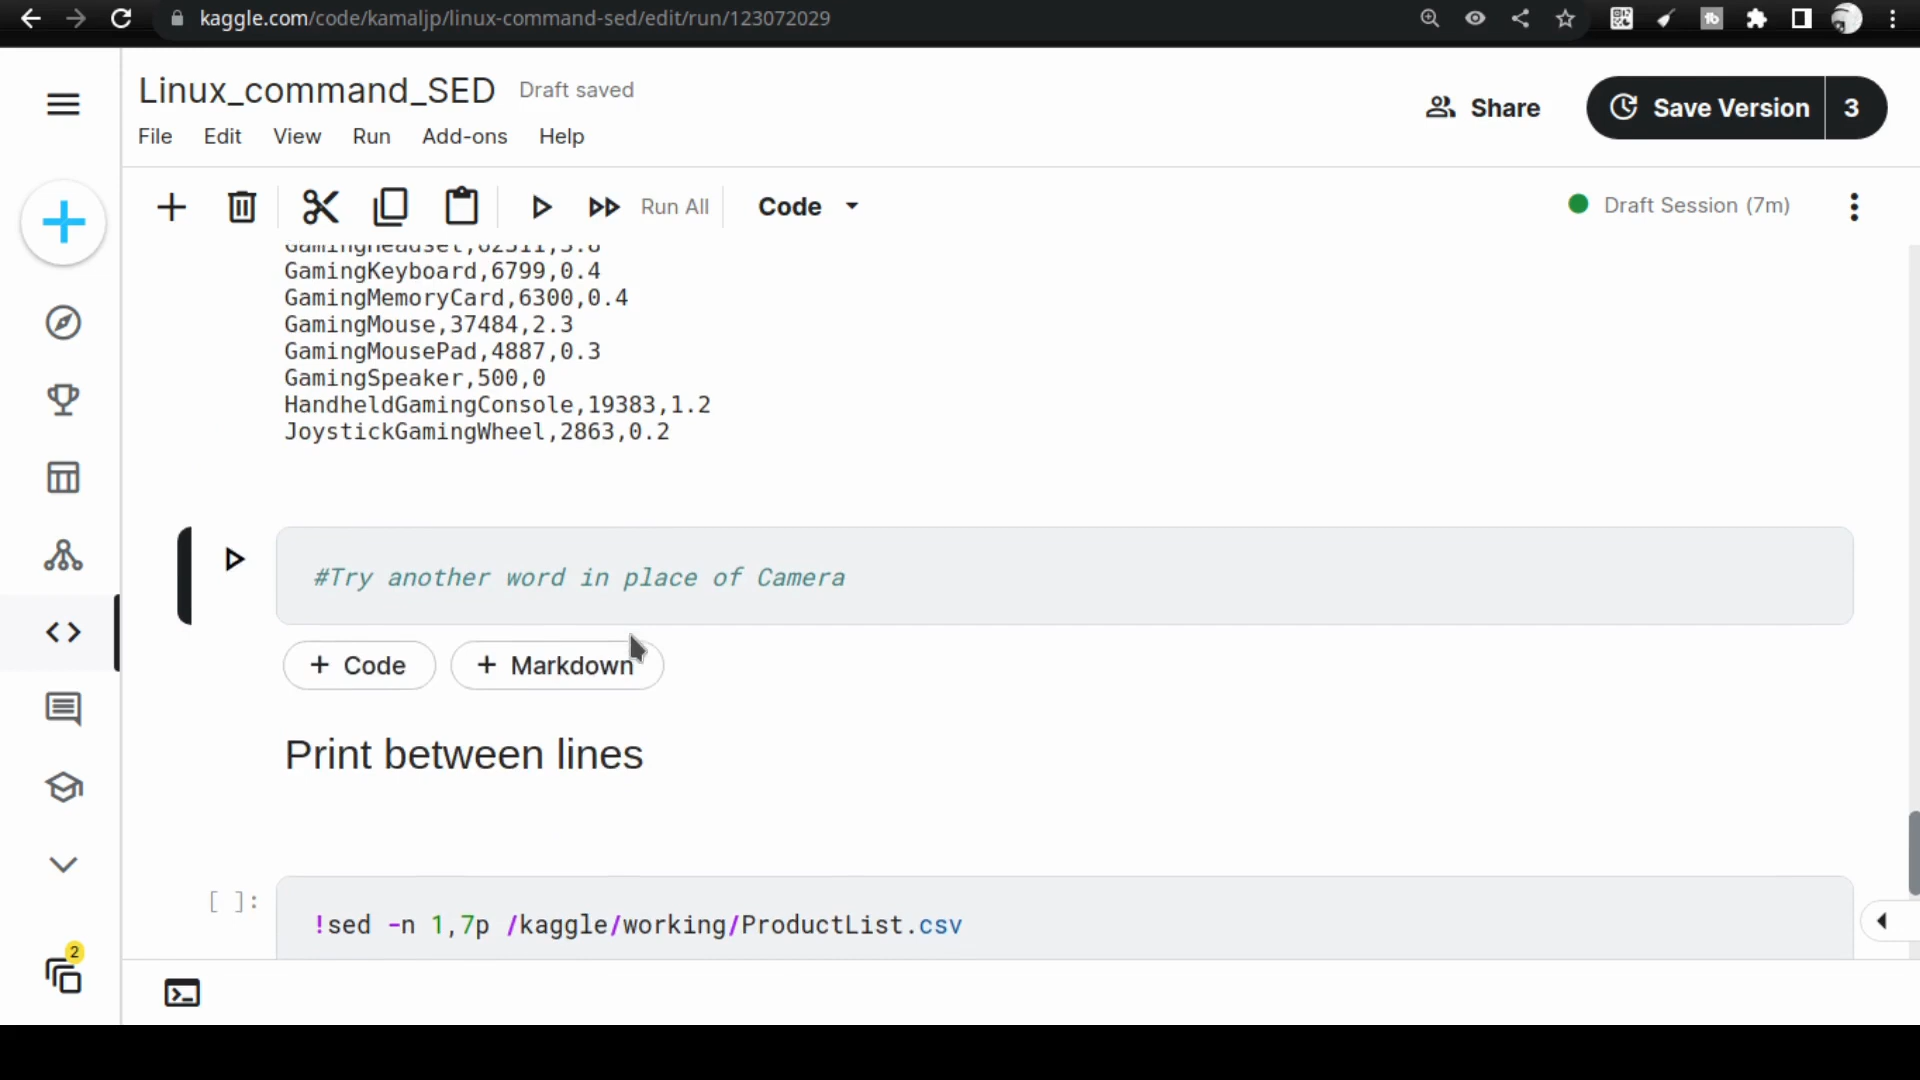 kaggle.com/code/kamaljp/linux-command-sed/edit/run/123072029
Linux_command_SED Draft saved
Share
Save Version 3
File Edit View Run Add-ons Help
Run All
Code
Draft Session (7m)
GamingHeadset,62311,3.8
GamingKeyboard,6799,0.4
GamingMemoryCard,6300,0.4
GamingMouse,37484,2.3
GamingMousePad,4887,0.3
GamingSpeaker,500,0
HandheldGamingConsole,19383,1.2
JoystickGamingWheel,2863,0.2
#Try another word in place of Camera
+ Code
+ Markdown
Print between lines
[ ]:
!sed -n 1,7p /kaggle/working/ProductList.csv
2